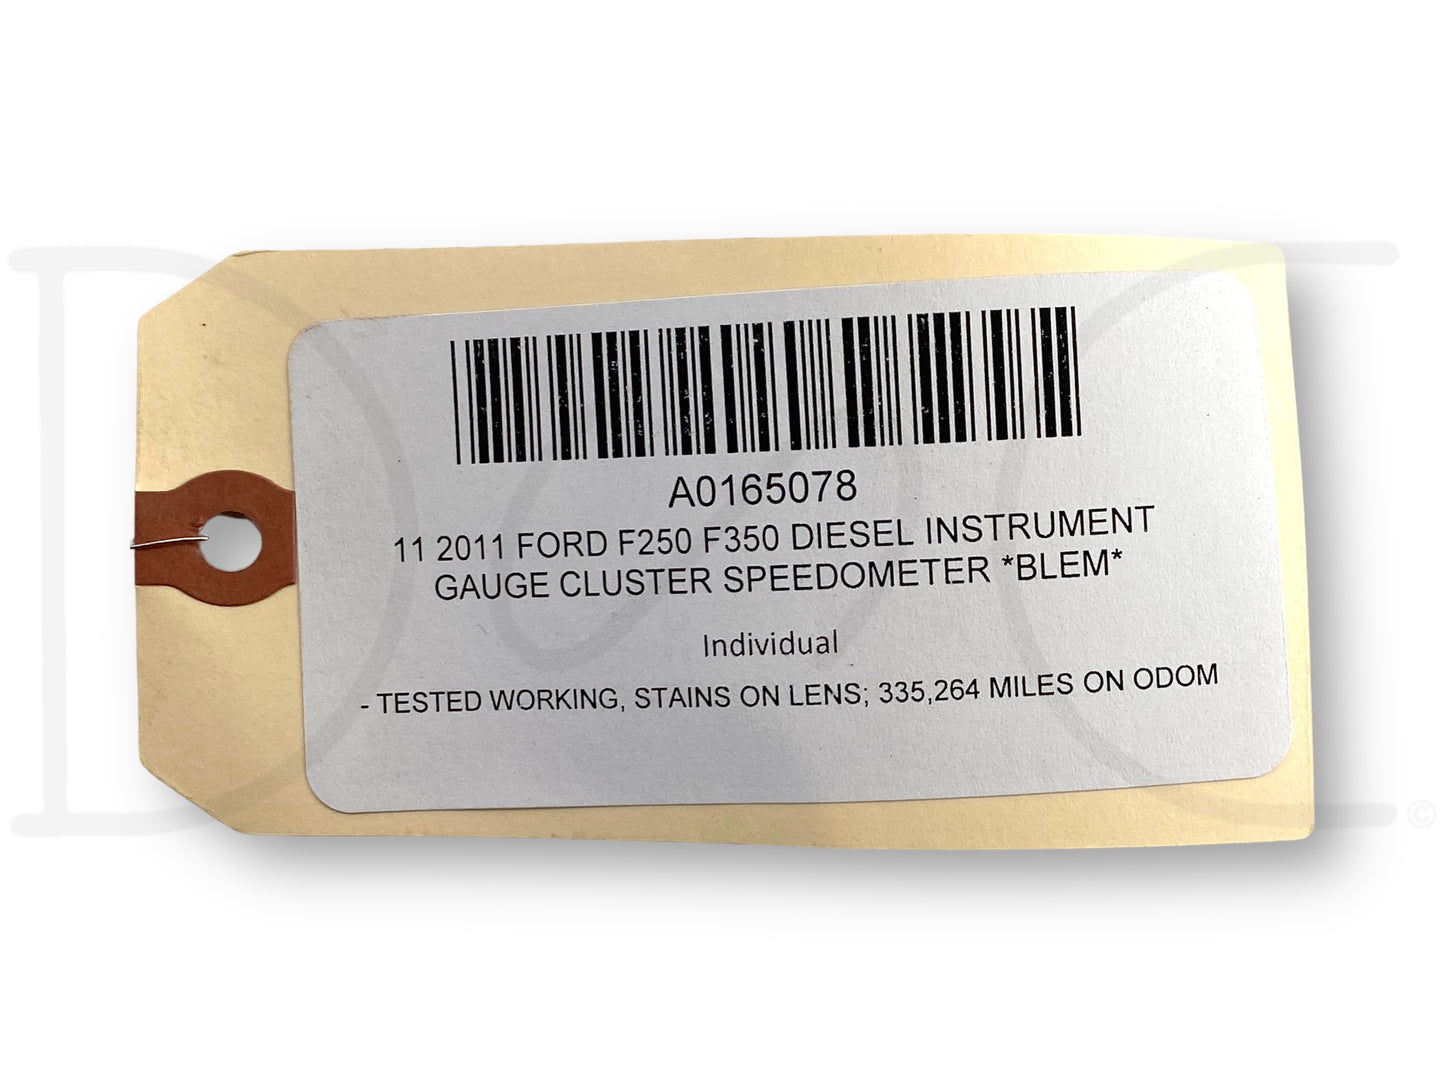 A0165078
11 2011 FORD F250 F350 DIESEL INSTRUMENT
GAUGE CLUSTER SPEEDOMETER *BLEM*
Individual
- TESTED WORKING, STAINS ON LENS; 335,264 MILES ON ODOM